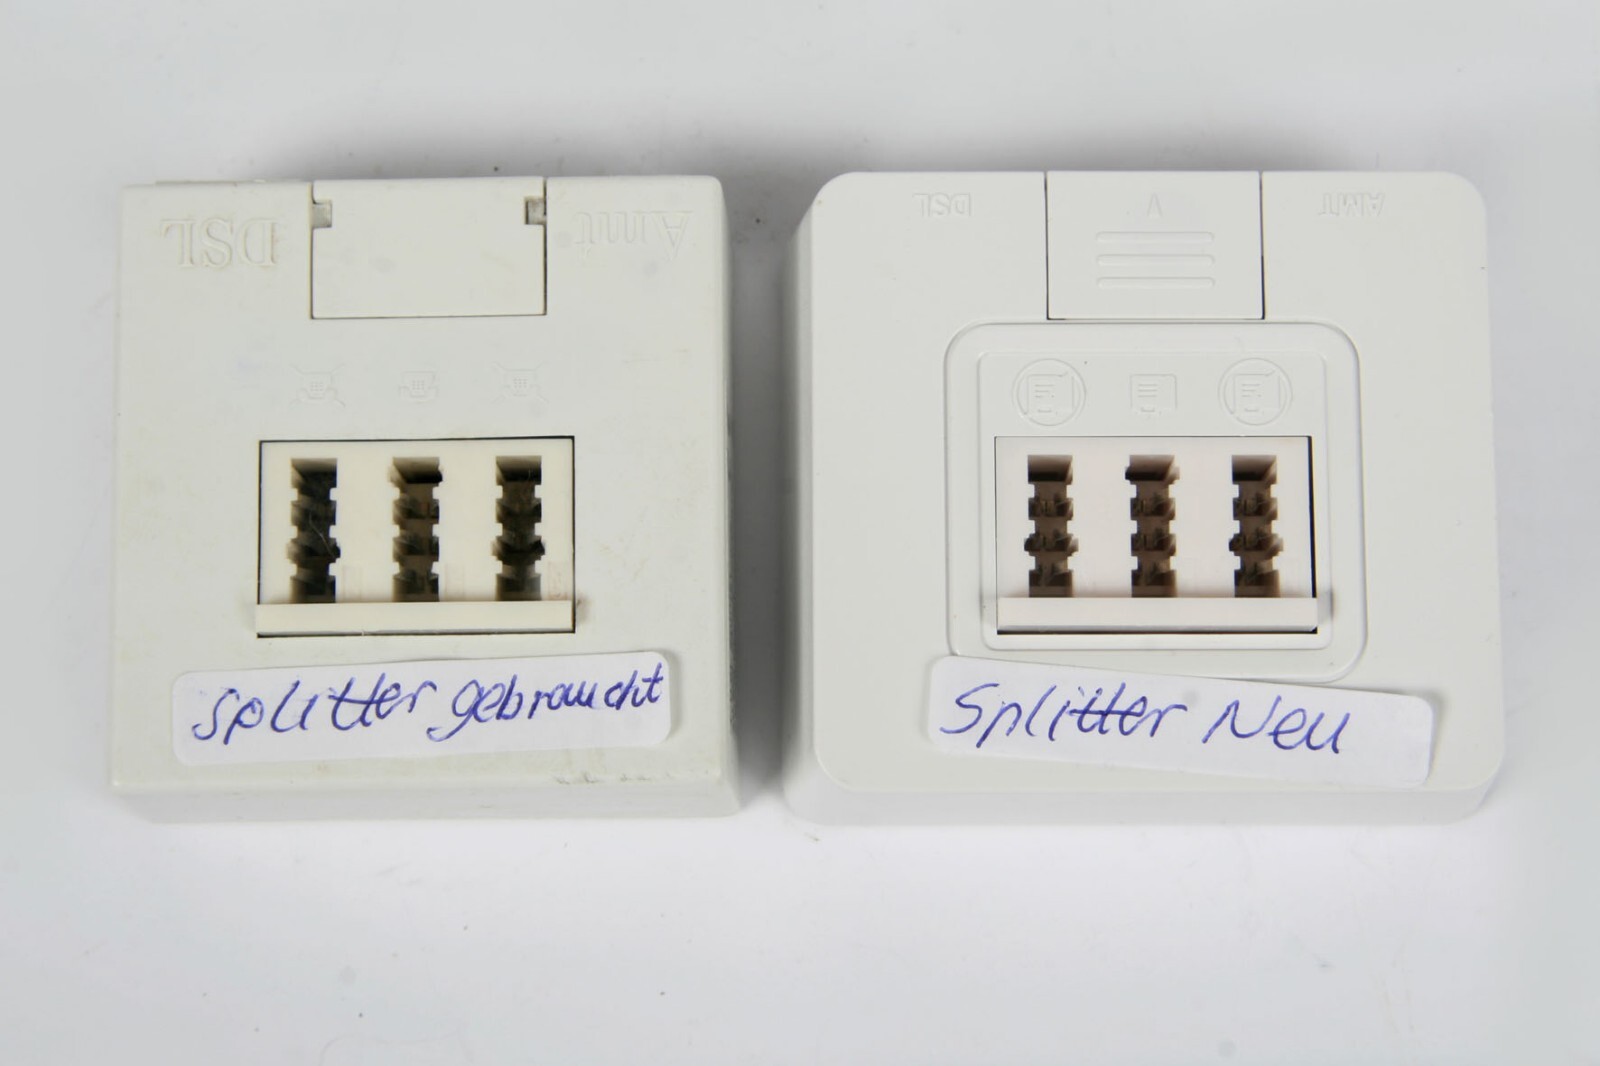 DSL
Amt
DSL
V
AMT
Splitter gebraucht
Splitter Neu